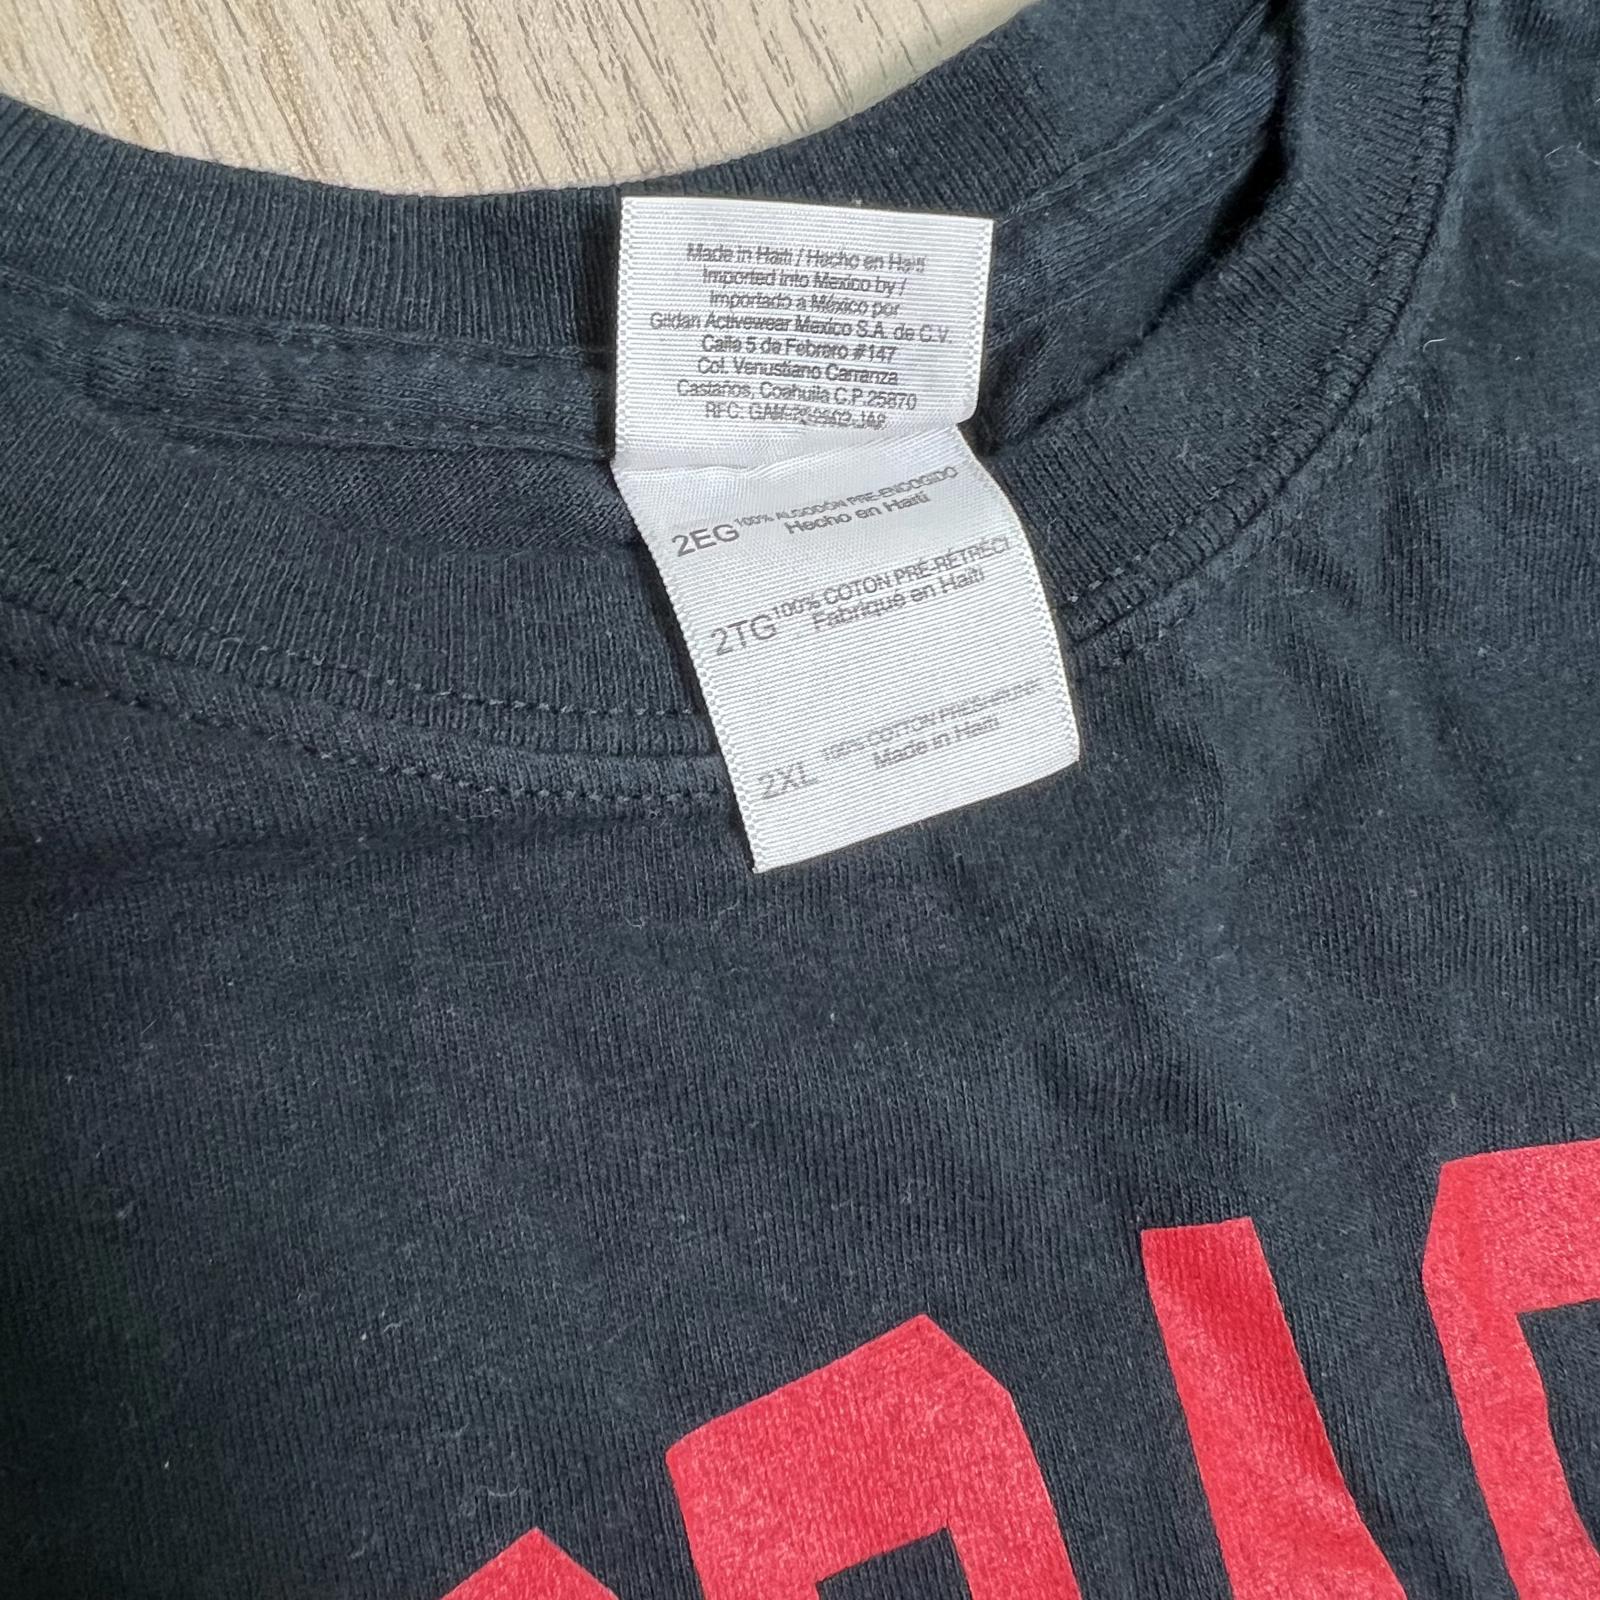 Made in Haiti / Hecho en Haití
Imported into Mexico by /
Importado a México por
Gildan Activewear Mexico S.A. de C.V.
Calle 5 de Febrero #147
Col. Venustiano Carranza
Castaños, Coahuila C.P. 25870
RFC:
2EG 100% ALGODÓN PRE-ENCOGIDO
Hecho en Haití
2TG 100% COTON PRÉ-RÉTRÉCI
Fabriqué en Haïti
2XL 100% COTTON PRESHRUNK
Made in Haiti